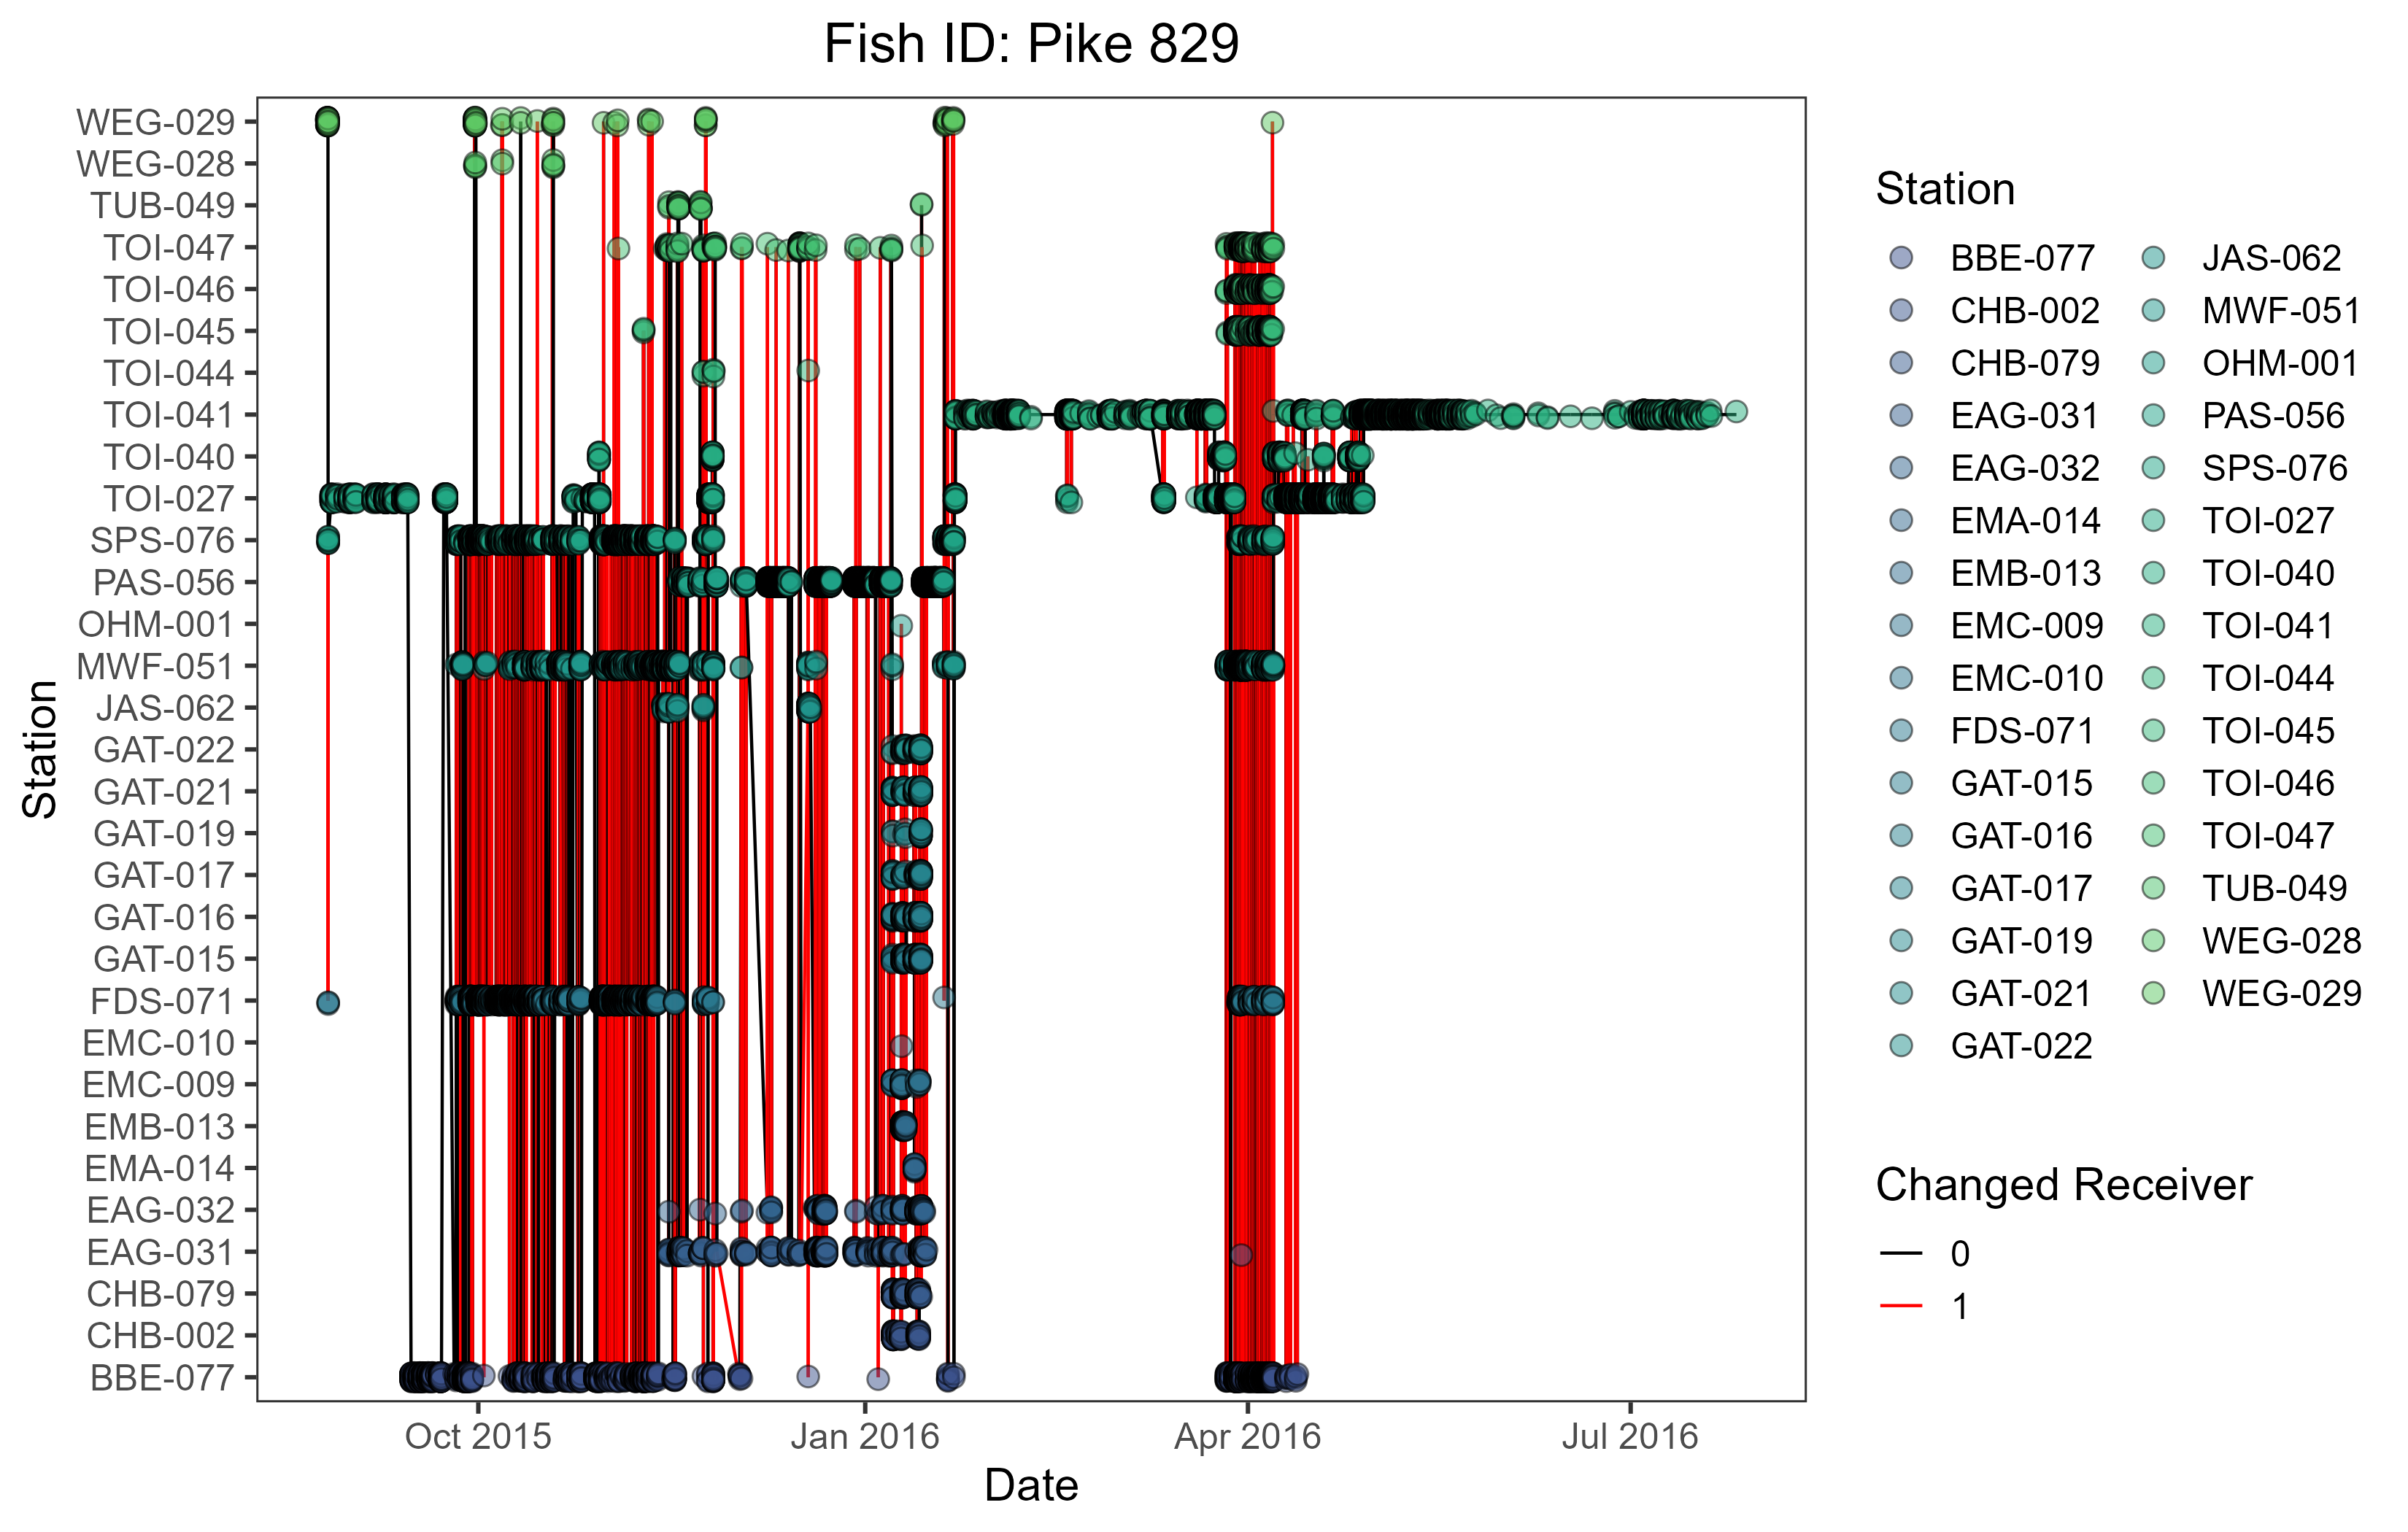 Fish ID: Pike 829
Station
WEG-029
WEG-028
TUB-049
TOI-047
TOI-046
TOI-045
TOI-044
TOI-041
TOI-040
TOI-027
SPS-076
PAS-056
OHM-001
MWF-051
JAS-062
GAT-022
GAT-021
GAT-019
GAT-017
GAT-016
GAT-015
FDS-071
EMC-010
EMC-009
EMB-013
EMA-014
EAG-032
EAG-031
CHB-079
CHB-002
BBE-077
Oct 2015 Jan 2016 Apr 2016 Jul 2016
Date
Station
BBE-077
CHB-002
CHB-079
EAG-031
EAG-032
EMA-014
EMB-013
EMC-009
EMC-010
FDS-071
GAT-015
GAT-016
GAT-017
GAT-019
GAT-021
GAT-022
JAS-062
MWF-051
OHM-001
PAS-056
SPS-076
TOI-027
TOI-040
TOI-041
TOI-044
TOI-045
TOI-046
TOI-047
TUB-049
WEG-028
WEG-029
Changed Receiver
0
1